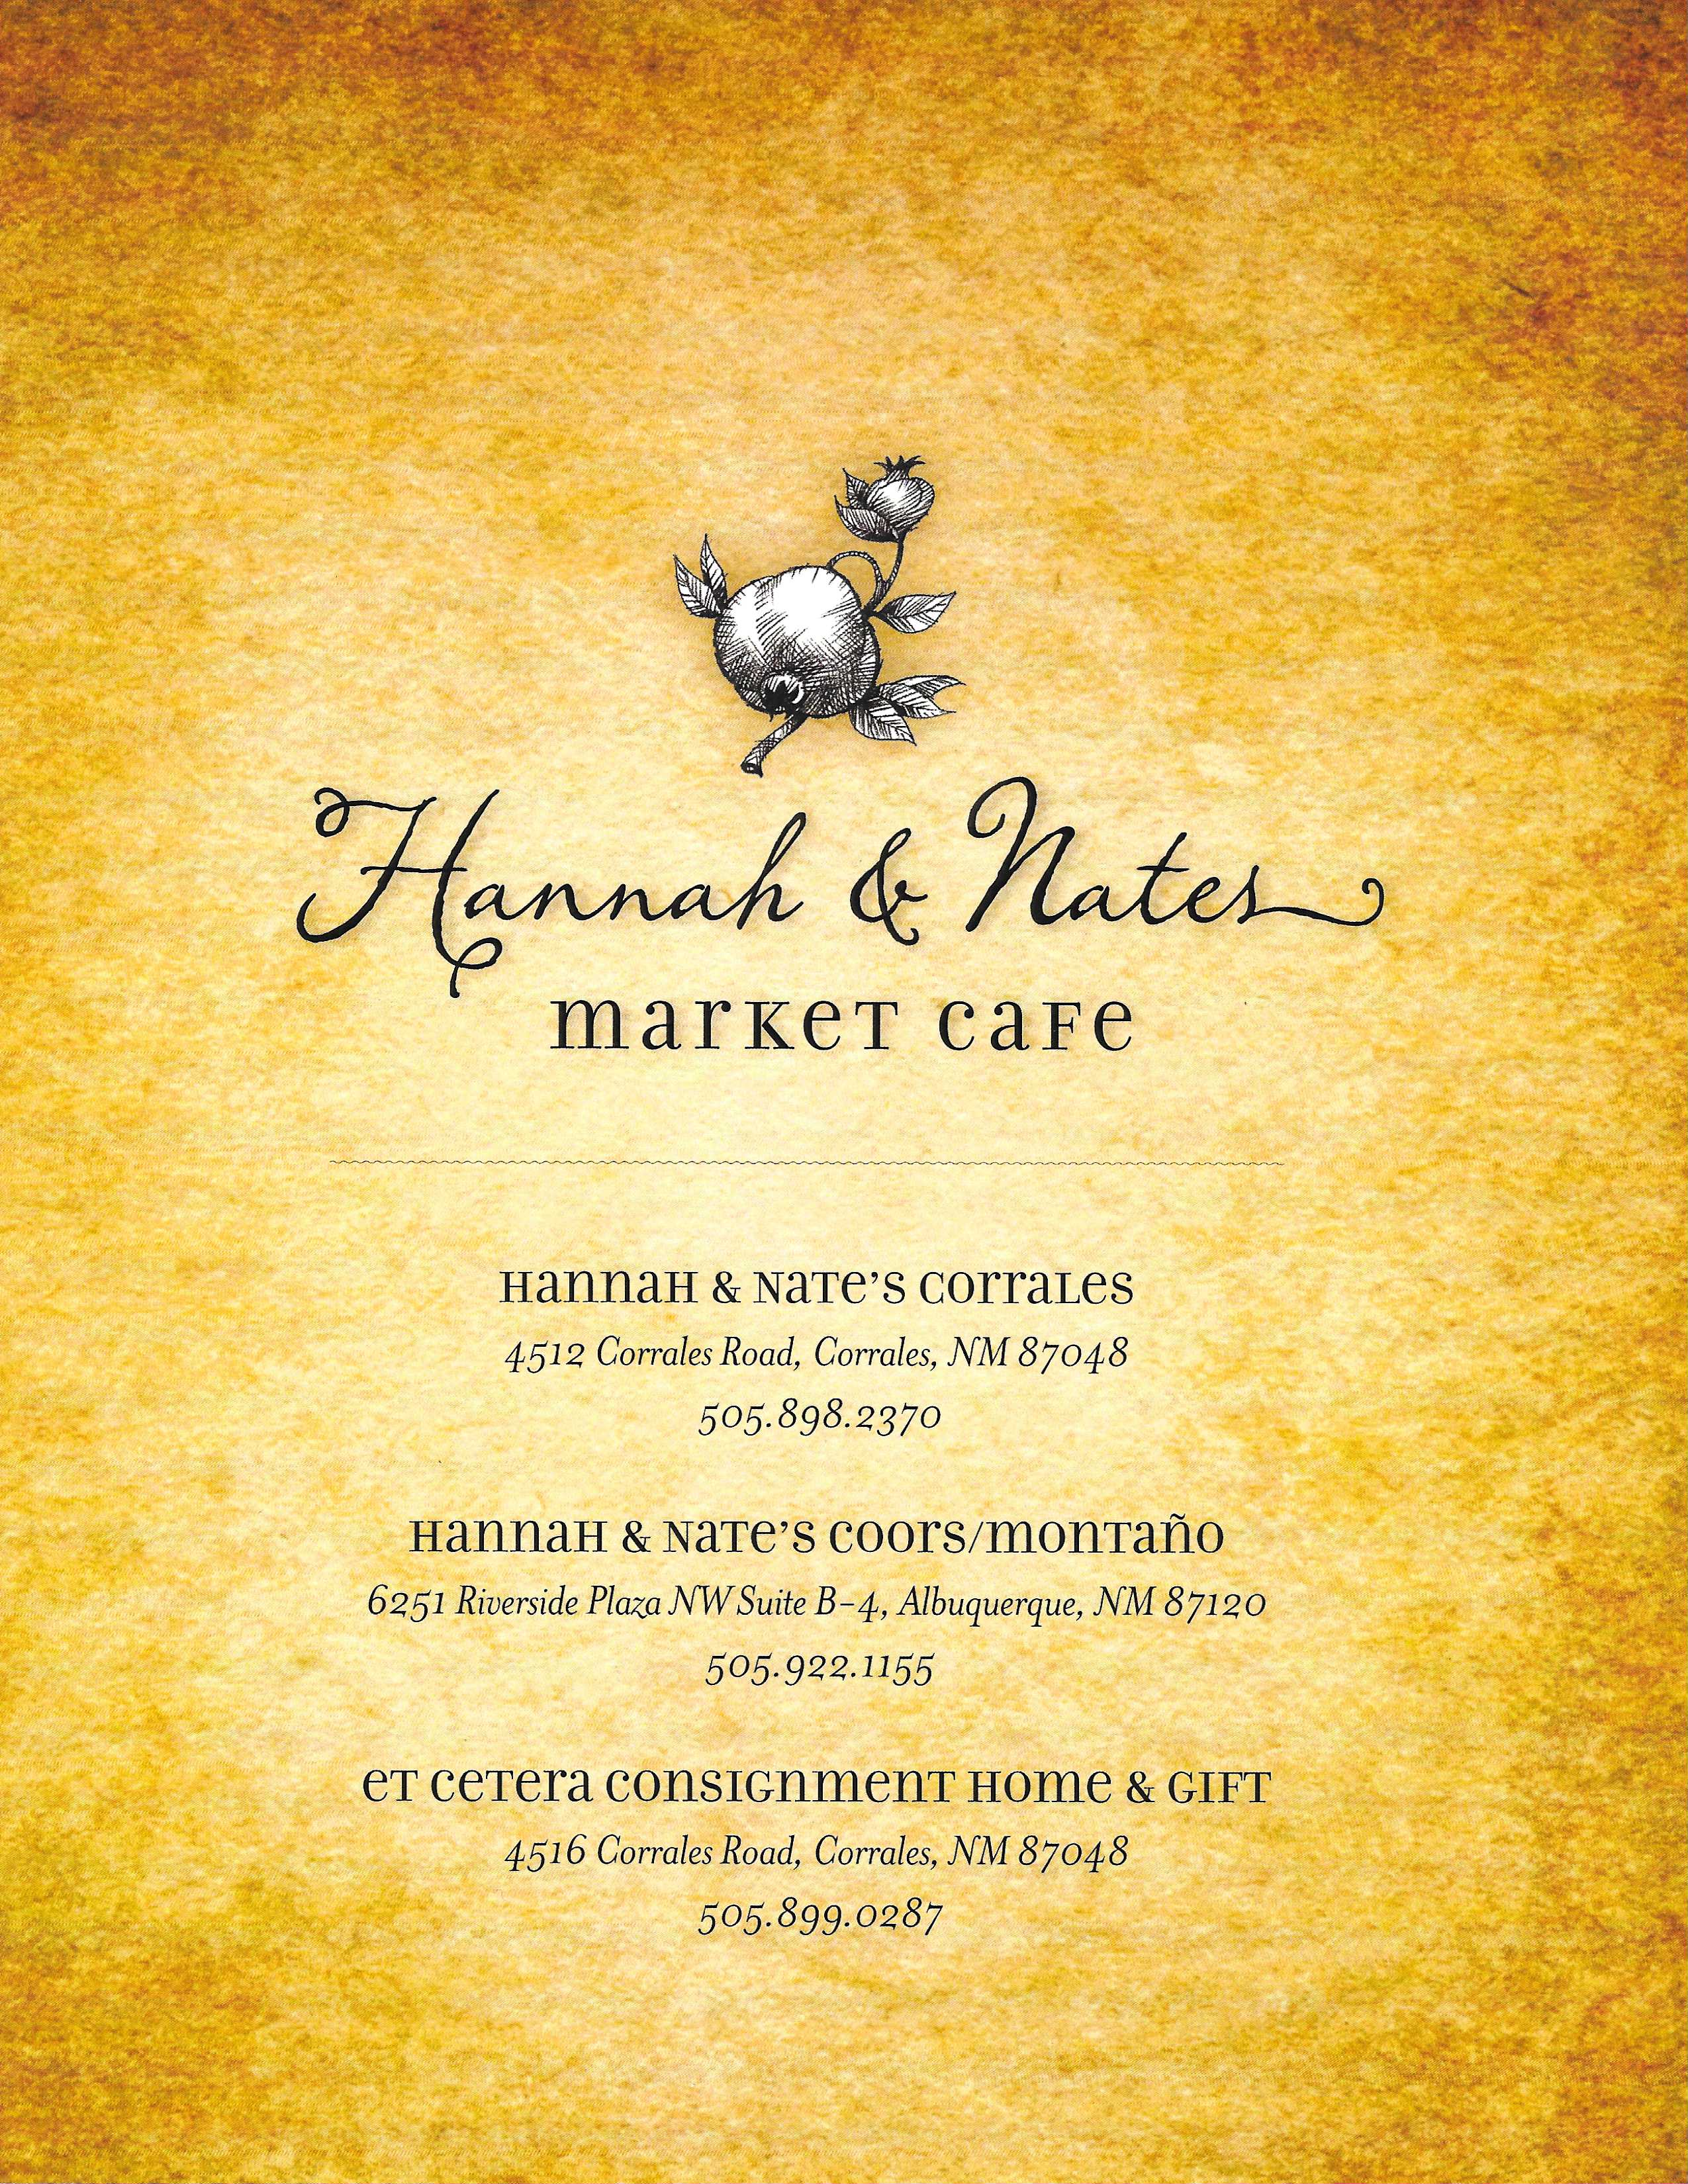 Hannah & Nates
market cafe
Hannah & Nate’s Corrales
4512 Corrales Road, Corrales, NM 87048
505.898.2370
Hannah & Nate’s Coors/Montaño
6251 Riverside Plaza NW Suite B-4, Albuquerque, NM 87120
505.922.1155
Et Cetera Consignment Home & Gift
4516 Corrales Road, Corrales, NM 87048
505.899.0287